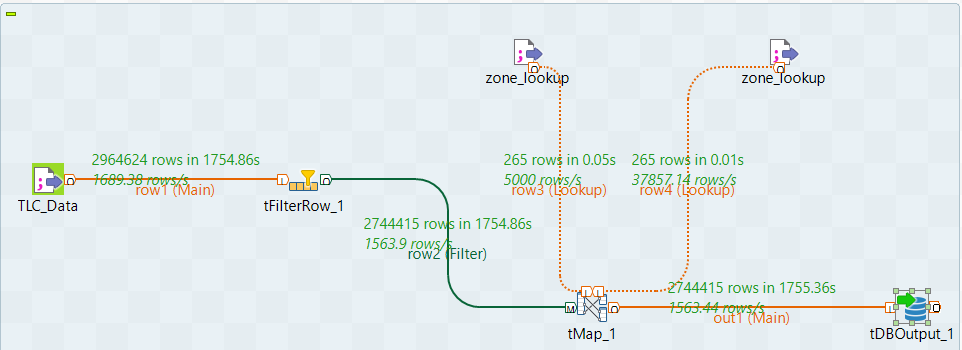 zone_lookup
zone_lookup
2964624 rows in 1754.86s
1689.38 rows/s
row1 (Main)
265 rows in 0.05s
5000 rows/s
row3 (Lookup)
265 rows in 0.01s
37857.14 rows/s
row4 (Lookup)
TLC_Data
tFilterRow_1
2744415 rows in 1754.86s
1563.9 rows/s
row2 (Filter)
2744415 rows in 1755.36s
1563.44 rows/s
out1 (Main)
tMap_1
tDBOutput_1